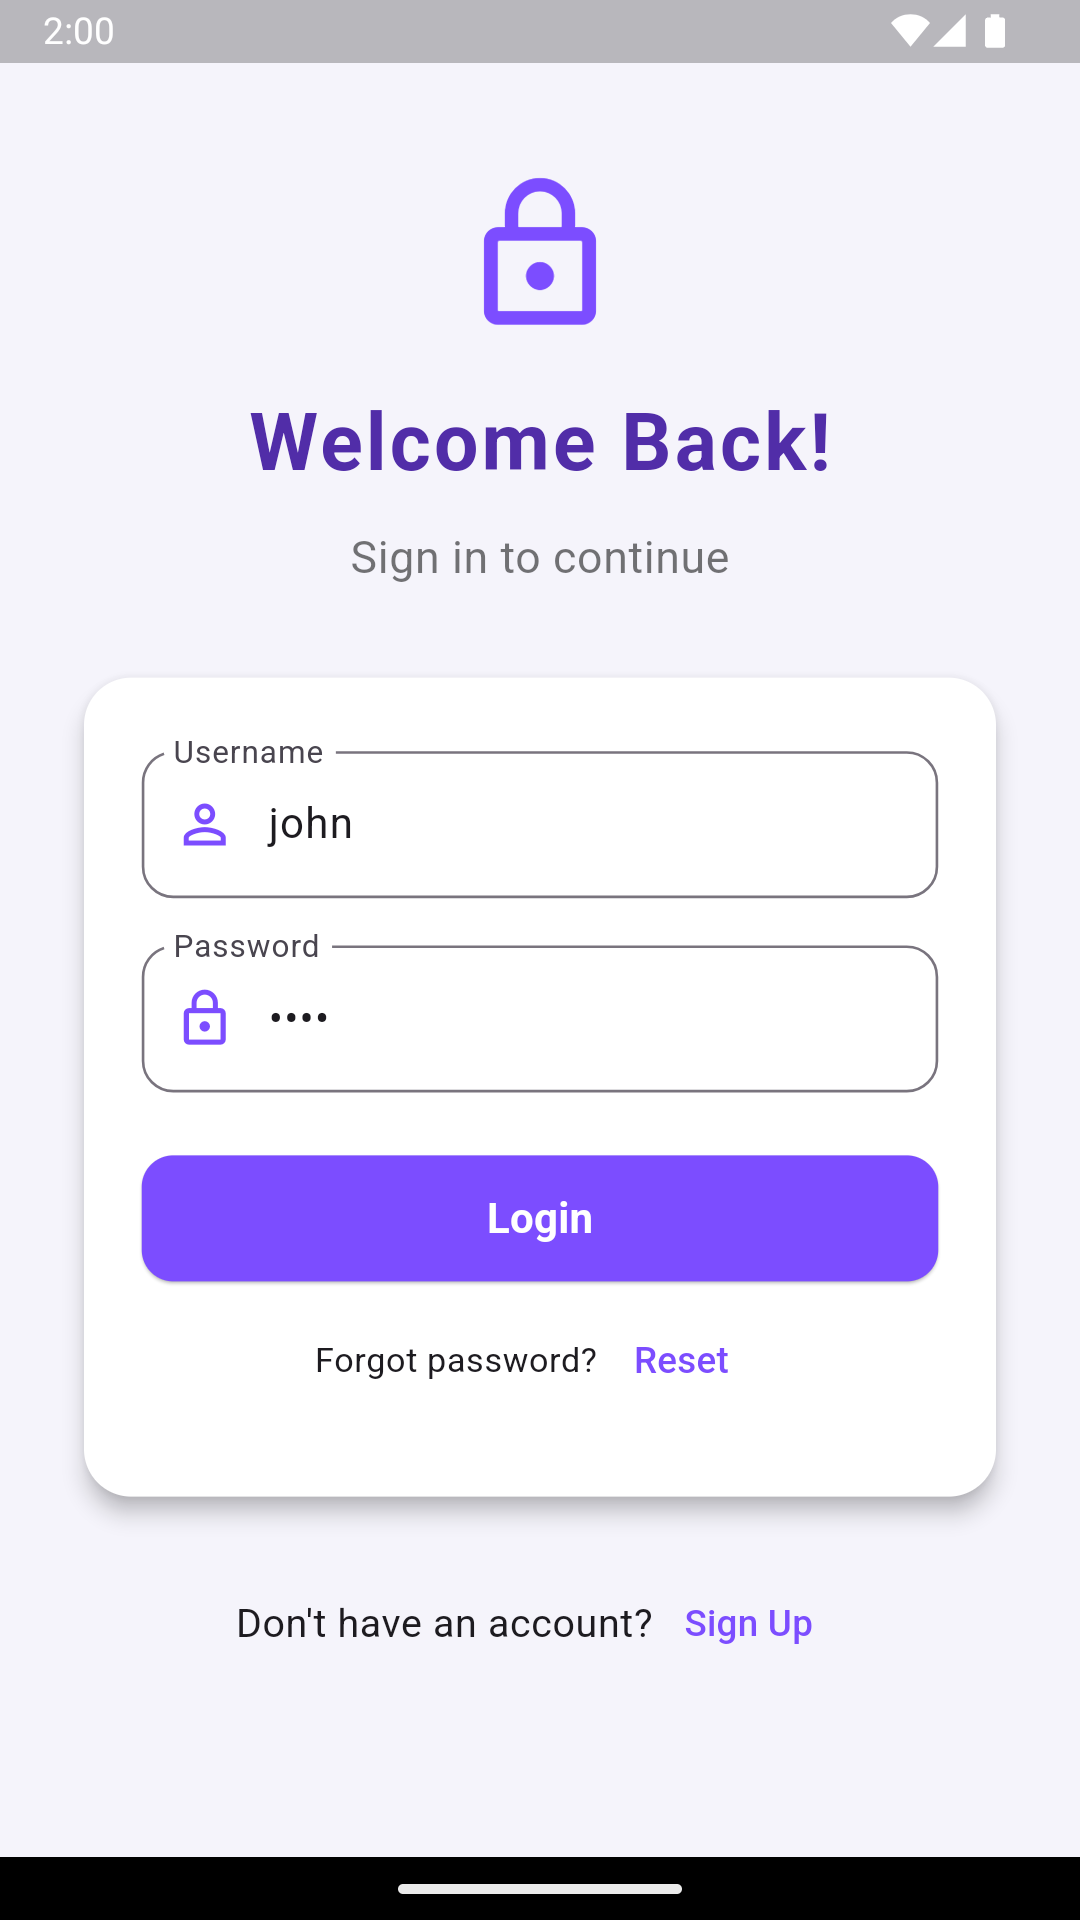 2:00
Welcome Back!
Sign in to continue
Username
john
Password
••••
Login
Forgot password? Reset
Don't have an account? Sign Up